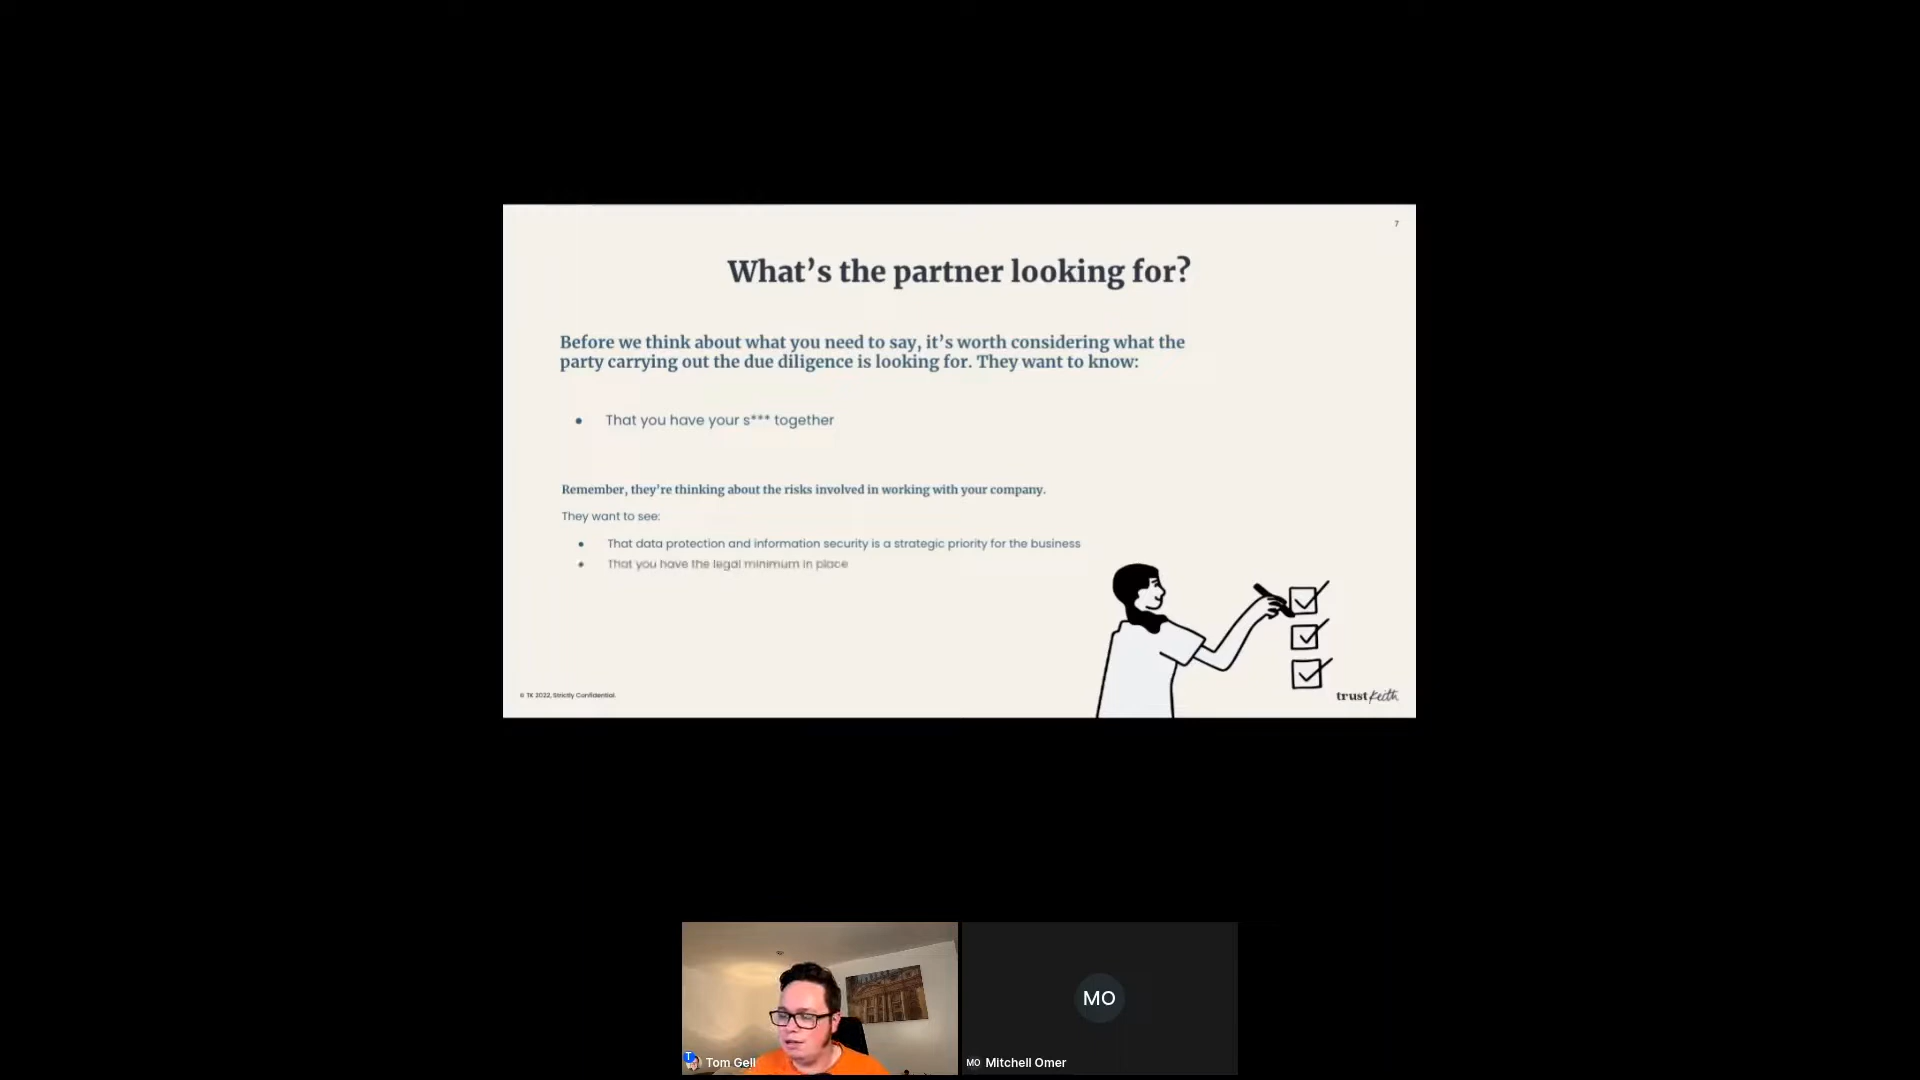 7
What’s the partner looking for?
Before we think about what you need to say, it’s worth considering what the
party carrying out the due diligence is looking for. They want to know:
● That you have your s*** together
Remember, they’re thinking about the risks involved in working with your company.
They want to see:
● That data protection and information security is a strategic priority for the business
● That you have the legal minimum in place
© TK 2022, Strictly Confidential.
trust Keith
MO
T Tom Gell
MO Mitchell Omer